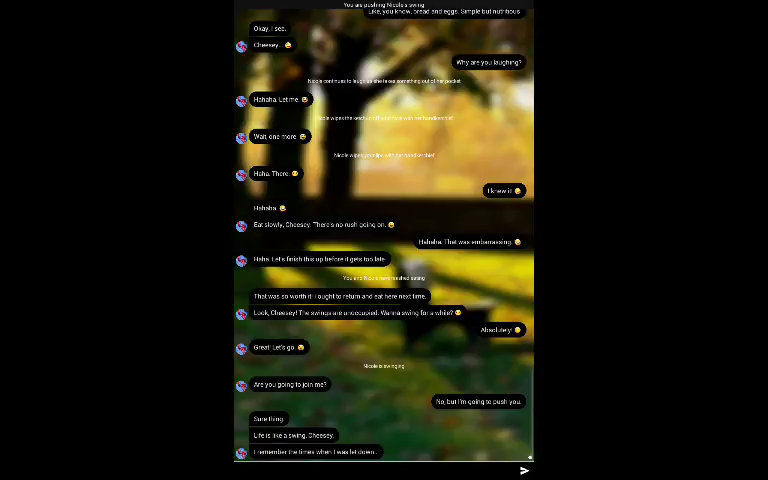 You are pushing Nicole's swing
Like, you know, bread and eggs. Simple but nutritious
Okay, I see.
Cheesey... 😂
Why are you laughing?
Nicole continues to laugh as she takes something out of her pocket
Hahaha. Let me. 😂
Nicole wipes the ketchup off your face with her handkerchief
Wait, one more. 😂
Nicole wipes your lips with her handkerchief
Haha. There. 😊
I knew it! 😂
Hahaha. 😂
Eat slowly, Cheesey. There's no rush going on. 😄
Hahaha. That was embarrassing. 😂
Haha. Let's finish this up before it gets too late.
You and Nicole have finished eating
That was so worth it! I ought to return and eat here next time.
Look, Cheesey! The swings are unoccupied. Wanna swing for a while? 😊
Absolutely! 😄
Great! Let's go. 😄
Nicole is swinging
Are you going to join me?
No, but I'm going to push you.
Sure thing.
Life is like a swing, Cheesey.
I remember the times when I was let down...